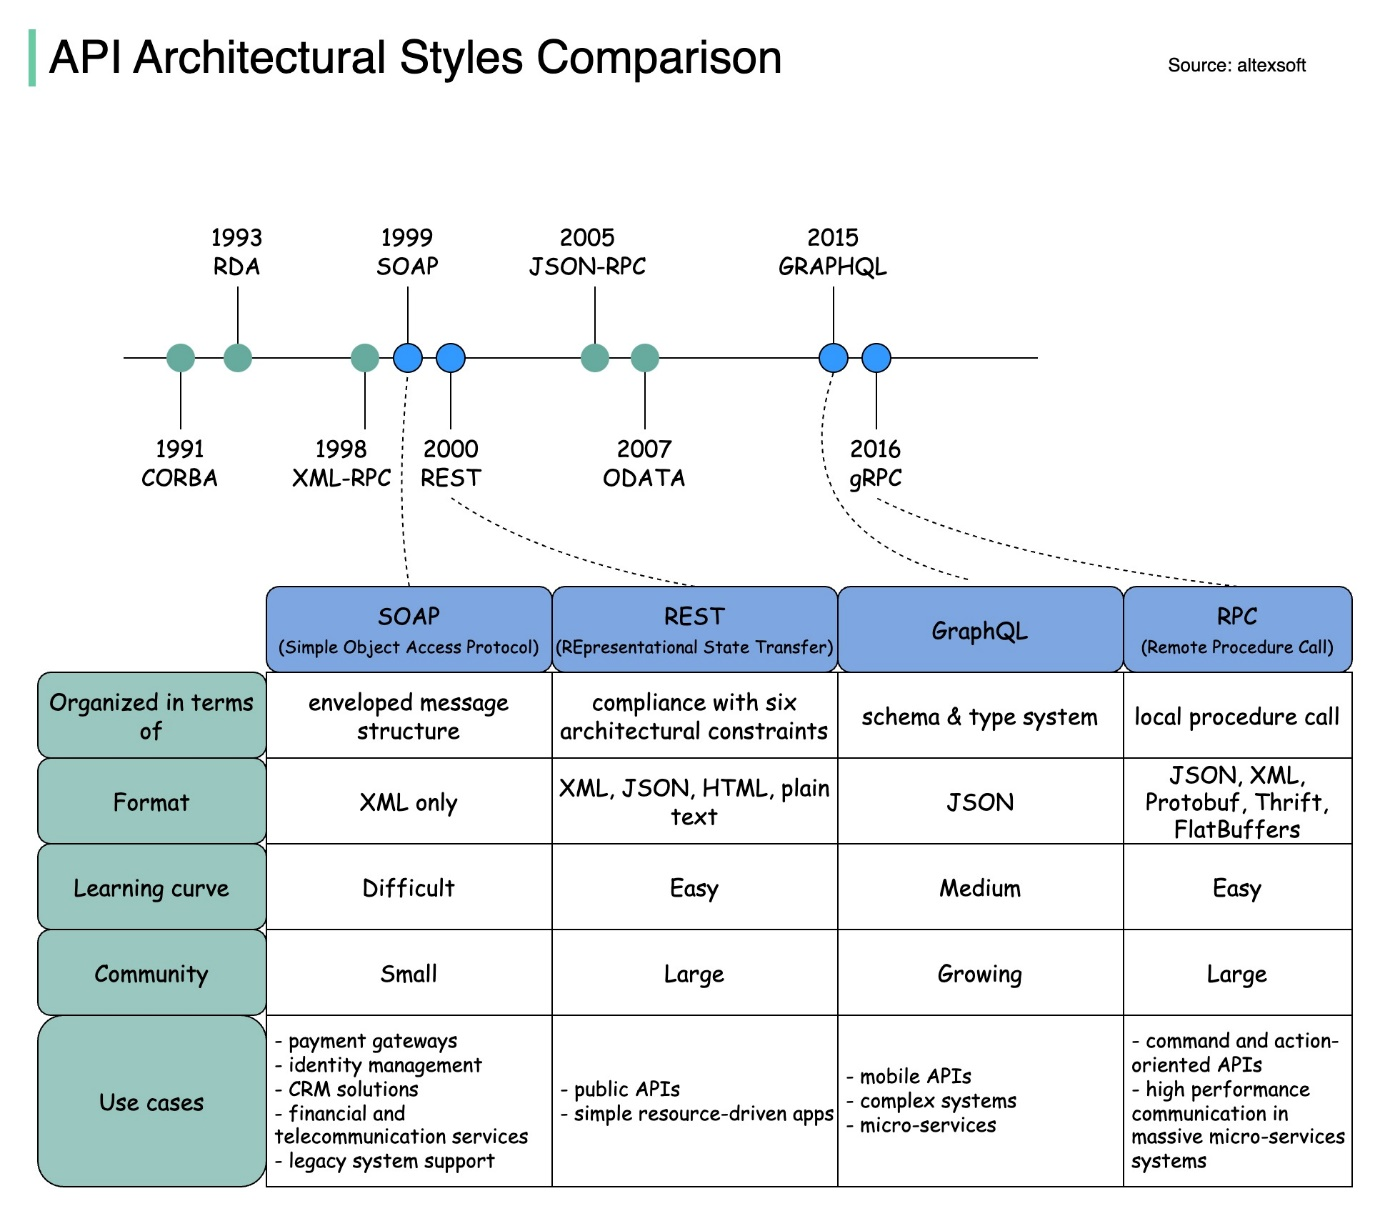 API Architectural Styles Comparison
Source: altexsoft
1993
RDA
1999
SOAP
2005
JSON-RPC
2015
GRAPHQL
1991
CORBA
1998
XML-RPC
2000
REST
2007
ODATA
2016
gRPC
SOAP
(Simple Object Access Protocol)
REST
(REpresentational State Transfer)
GraphQL
RPC
(Remote Procedure Call)
Organized in terms
of
enveloped message
structure
compliance with six
architectural constraints
schema & type system
local procedure call
Format
XML only
XML, JSON, HTML, plain
text
JSON
JSON, XML,
Protobuf, Thrift,
FlatBuffers
Learning curve
Difficult
Easy
Medium
Easy
Community
Small
Large
Growing
Large
Use cases
- payment gateways
- identity management
- CRM solutions
- financial and
telecommunication services
- legacy system support
- public APIs
- simple resource-driven apps
- mobile APIs
- complex systems
- micro-services
- command and action-
oriented APIs
- high performance
communication in
massive micro-services
systems